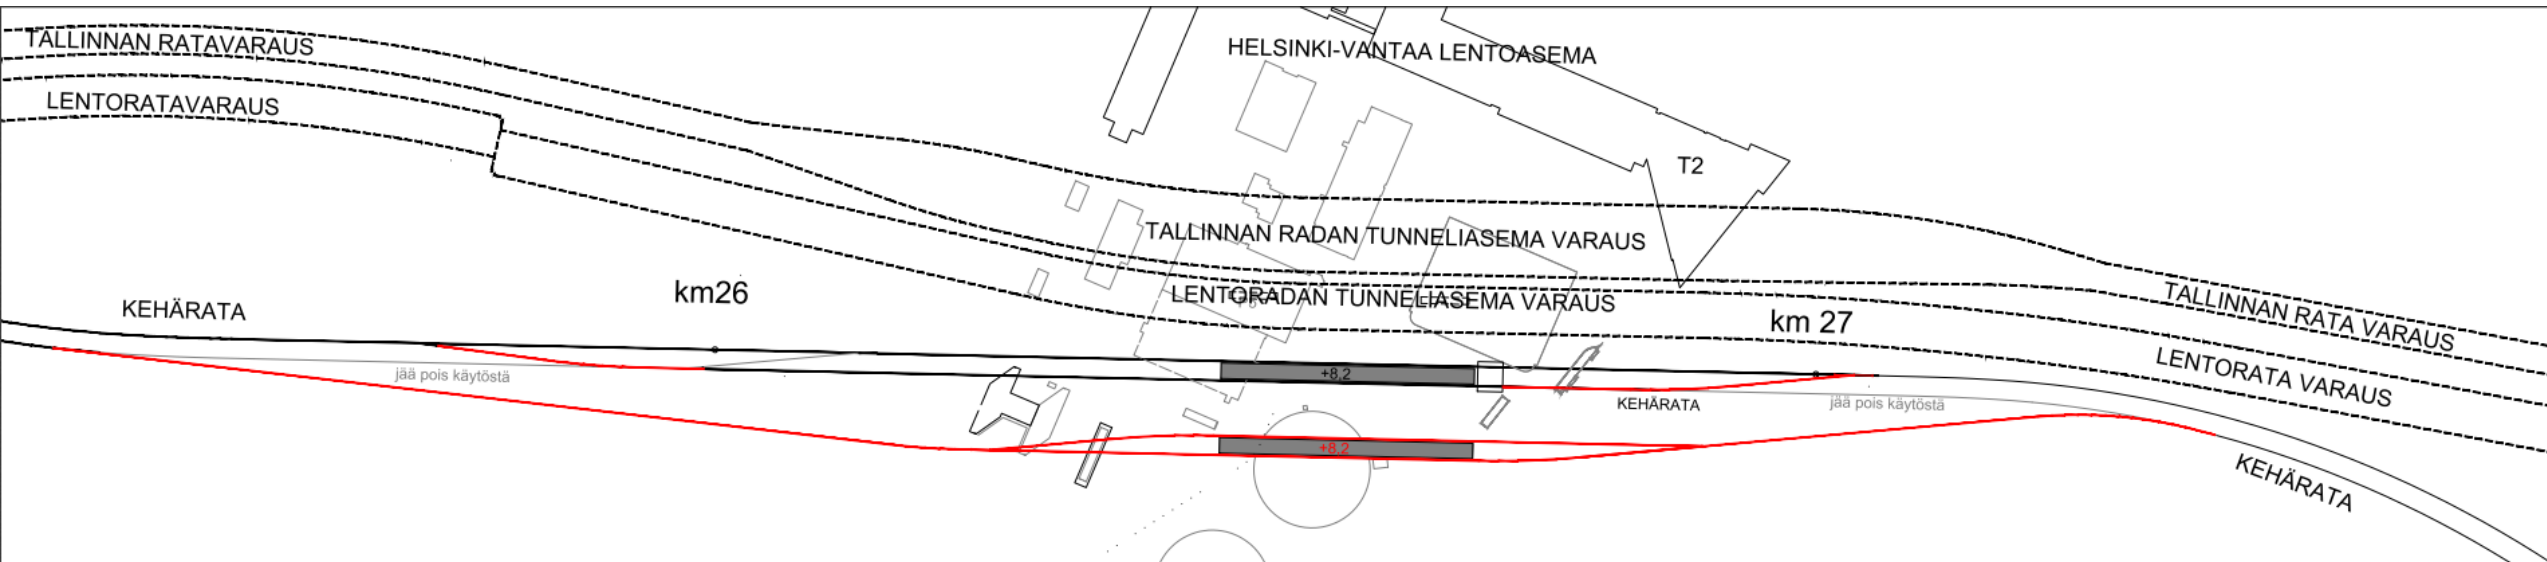 TALLINNAN RATAVARAUS
HELSINKI-VANTAA LENTOASEMA
LENTORATAVARAUS
T2
TALLINNAN RADAN TUNNELIASEMA VARAUS
km26
LENTORADAN TUNNELIASEMA VARAUS
TALLINNAN RATA VARAUS
KEHÄRATA
km 27
LENTORATA VARAUS
jää pois käytöstä
+8,2
KEHÄRATA
jää pois käytöstä
+8,2
KEHÄRATA